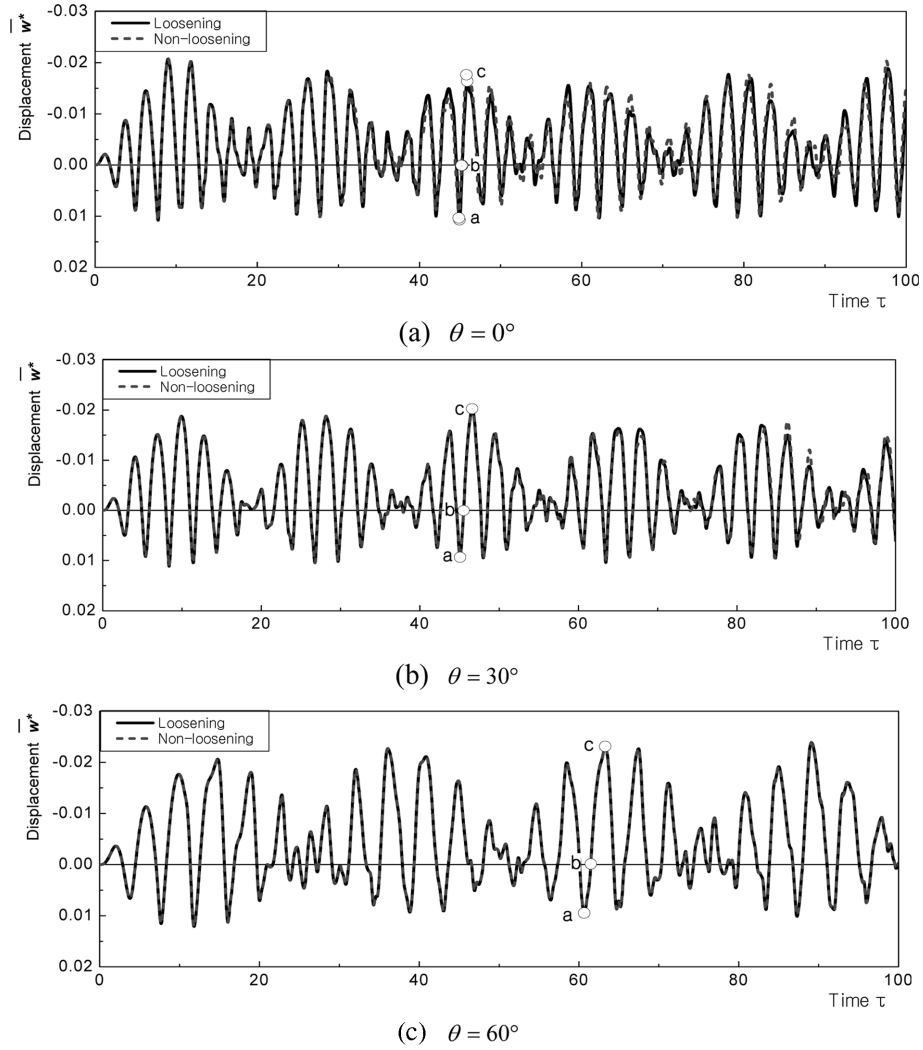 -0.03
Loosening
Non-loosening
-0.02
-0.01
0.00
0.01
0.02
Displacement w̅*
c
b
a
0 20 40 60 80 100
Time τ
(a) θ = 0°
-0.03
Loosening
Non-loosening
-0.02
-0.01
0.00
0.01
0.02
Displacement w̅*
c
b
a
0 20 40 60 80 100
Time τ
(b) θ = 30°
-0.03
Loosening
Non-loosening
-0.02
-0.01
0.00
0.01
0.02
Displacement w̅*
c
b
a
0 20 40 60 80 100
Time τ
(c) θ = 60°